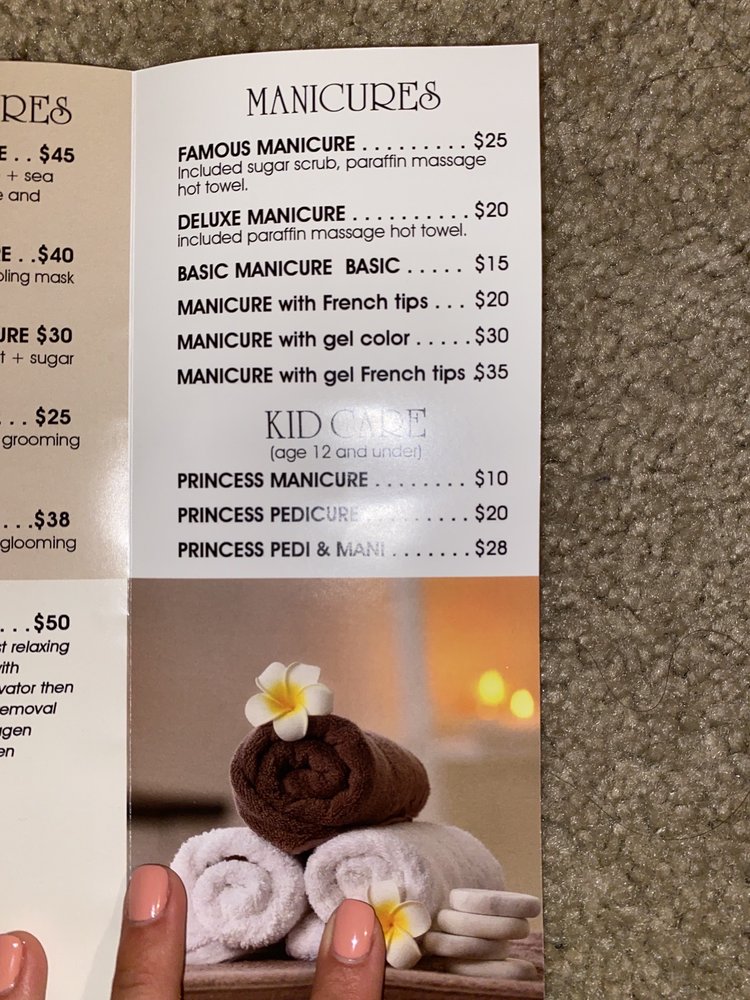 RES
E . . $45
+ sea
and
E . .$40
ling mask
URE $30
t + sugar
. . . $25
grooming
. . .$38
glooming
. . .$50
t relaxing
with
vator then
emoval
agen
en
MANICURES
FAMOUS MANICURE . . . . . . . . . $25
Included sugar scrub, paraffin massage
hot towel.
DELUXE MANICURE . . . . . . . . . . $20
included paraffin massage hot towel.
BASIC MANICURE BASIC . . . . . $15
MANICURE with French tips . . . $20
MANICURE with gel color . . . . . $30
MANICURE with gel French tips . $35
KID CARE
(age 12 and under)
PRINCESS MANICURE . . . . . . . . $10
PRINCESS PEDICURE . . . . . . . . . $20
PRINCESS PEDI & MANI . . . . . . . $28